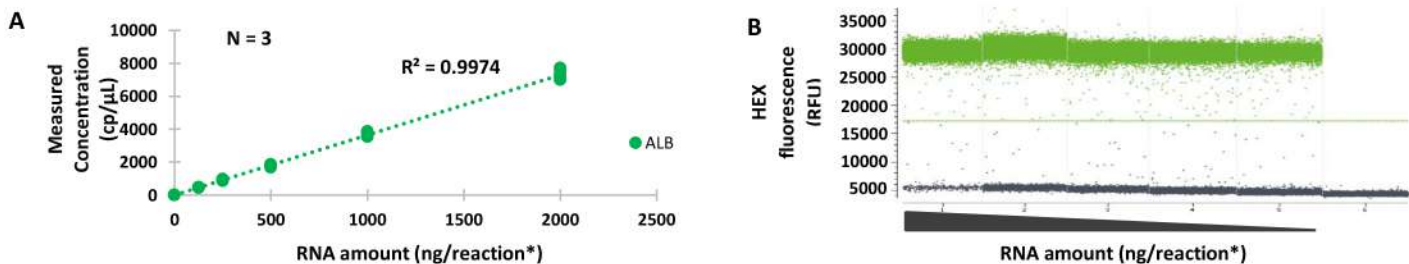 A
10000
8000
6000
4000
2000
0
Measured
Concentration
(cp/µL)
N = 3
R² = 0.9974
ALB
0 500 1000 1500 2000 2500
RNA amount (ng/reaction*)
B
35000
30000
25000
20000
15000
10000
5000
HEX
fluorescence
(RFU)
RNA amount (ng/reaction*)